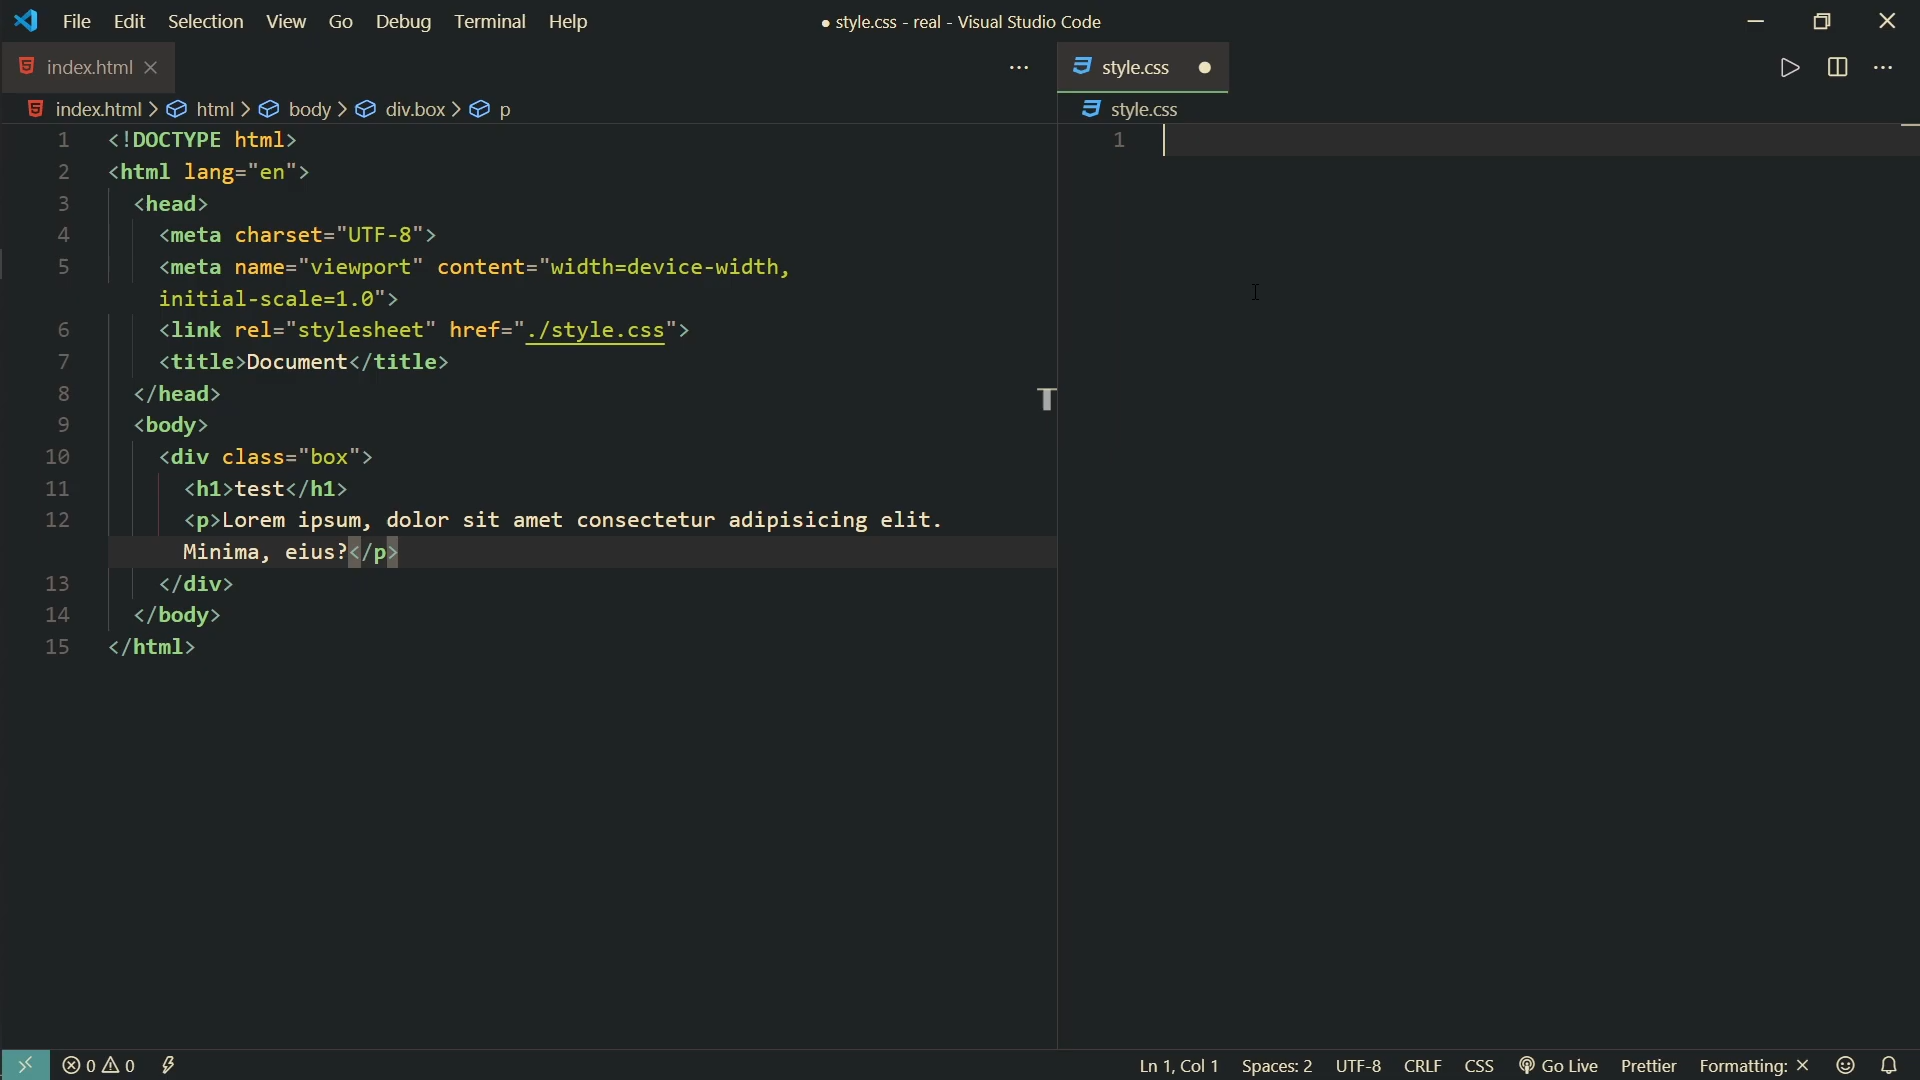 File Edit Selection View Go Debug Terminal Help
● style.css - real - Visual Studio Code
index.html
style.css
index.html > html > body > div.box > p
style.css
1 <!DOCTYPE html>
2 <html lang="en">
3 <head>
4 <meta charset="UTF-8">
5 <meta name="viewport" content="width=device-width,
initial-scale=1.0">
6 <link rel="stylesheet" href="./style.css">
7 <title>Document</title>
8 </head>
9 <body>
10 <div class="box">
11 <h1>test</h1>
12 <p>Lorem ipsum, dolor sit amet consectetur adipisicing elit.
Minima, eius?</p>
13 </div>
14 </body>
15 </html>
1
0 0
Ln 1, Col 1 Spaces: 2 UTF-8 CRLF CSS Go Live Prettier Formatting: ×